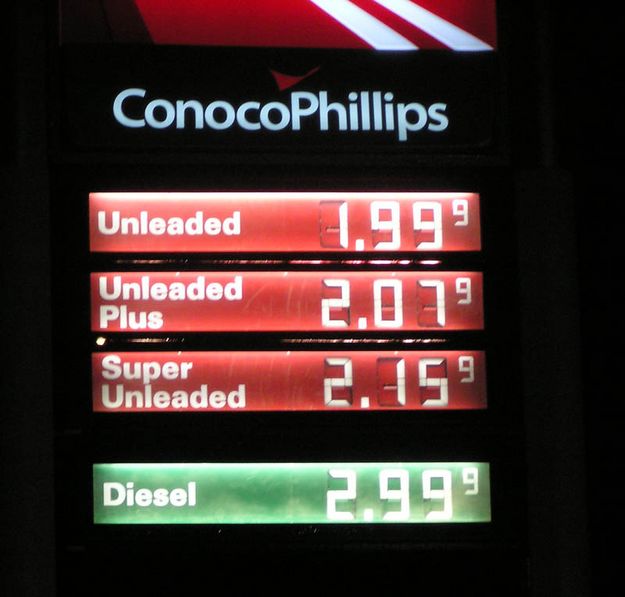 ConocoPhillips
Unleaded 1.99 9
Unleaded
Plus 2.07 9
Super
Unleaded 2.15 9
Diesel 2.99 9